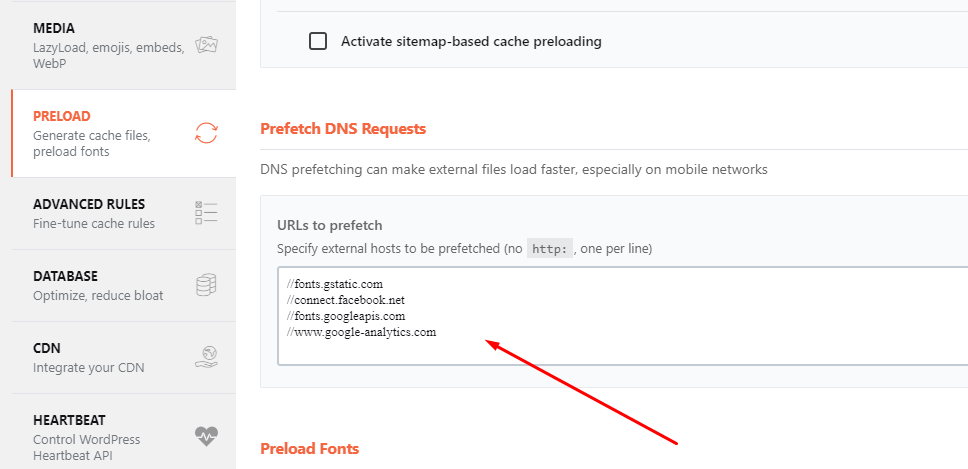 MEDIA
LazyLoad, emojis, embeds,
WebP
PRELOAD
Generate cache files,
preload fonts
ADVANCED RULES
Fine-tune cache rules
DATABASE
Optimize, reduce bloat
CDN
Integrate your CDN
HEARTBEAT
Control WordPress
Heartbeat API
Activate sitemap-based cache preloading
Prefetch DNS Requests
DNS prefetching can make external files load faster, especially on mobile networks
URLs to prefetch
Specify external hosts to be prefetched (no http:, one per line)
//fonts.gstatic.com
//connect.facebook.net
//fonts.googleapis.com
//www.google-analytics.com
Preload Fonts